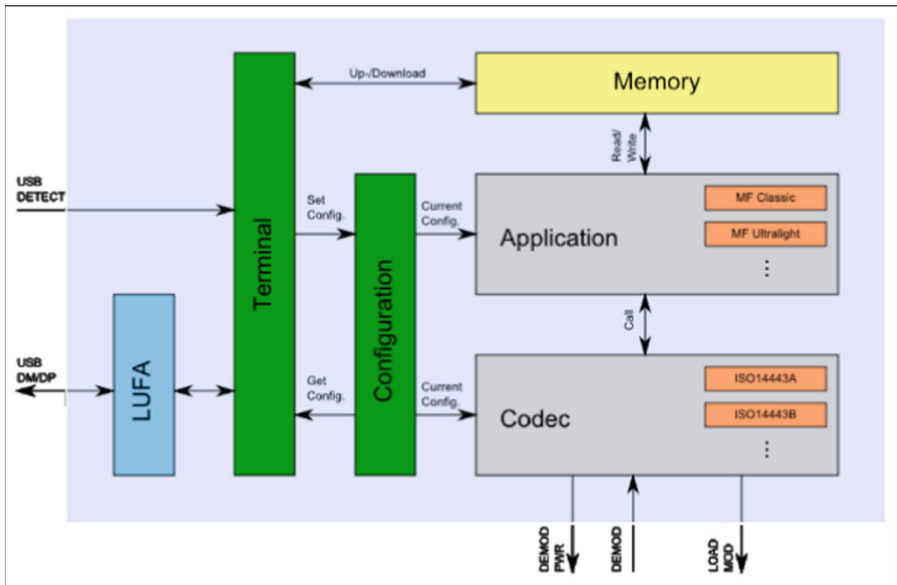 Up-/Download
Memory
Read/
Write
USB
DETECT
Set
Config.
Current
Config.
Application
MF Classic
MF Ultralight
Terminal
Configuration
Call
USB
DM/DP
LUFA
Get
Config.
Current
Config.
Codec
ISO14443A
ISO14443B
DEMOD
PWR
DEMOD
LOAD
MOD